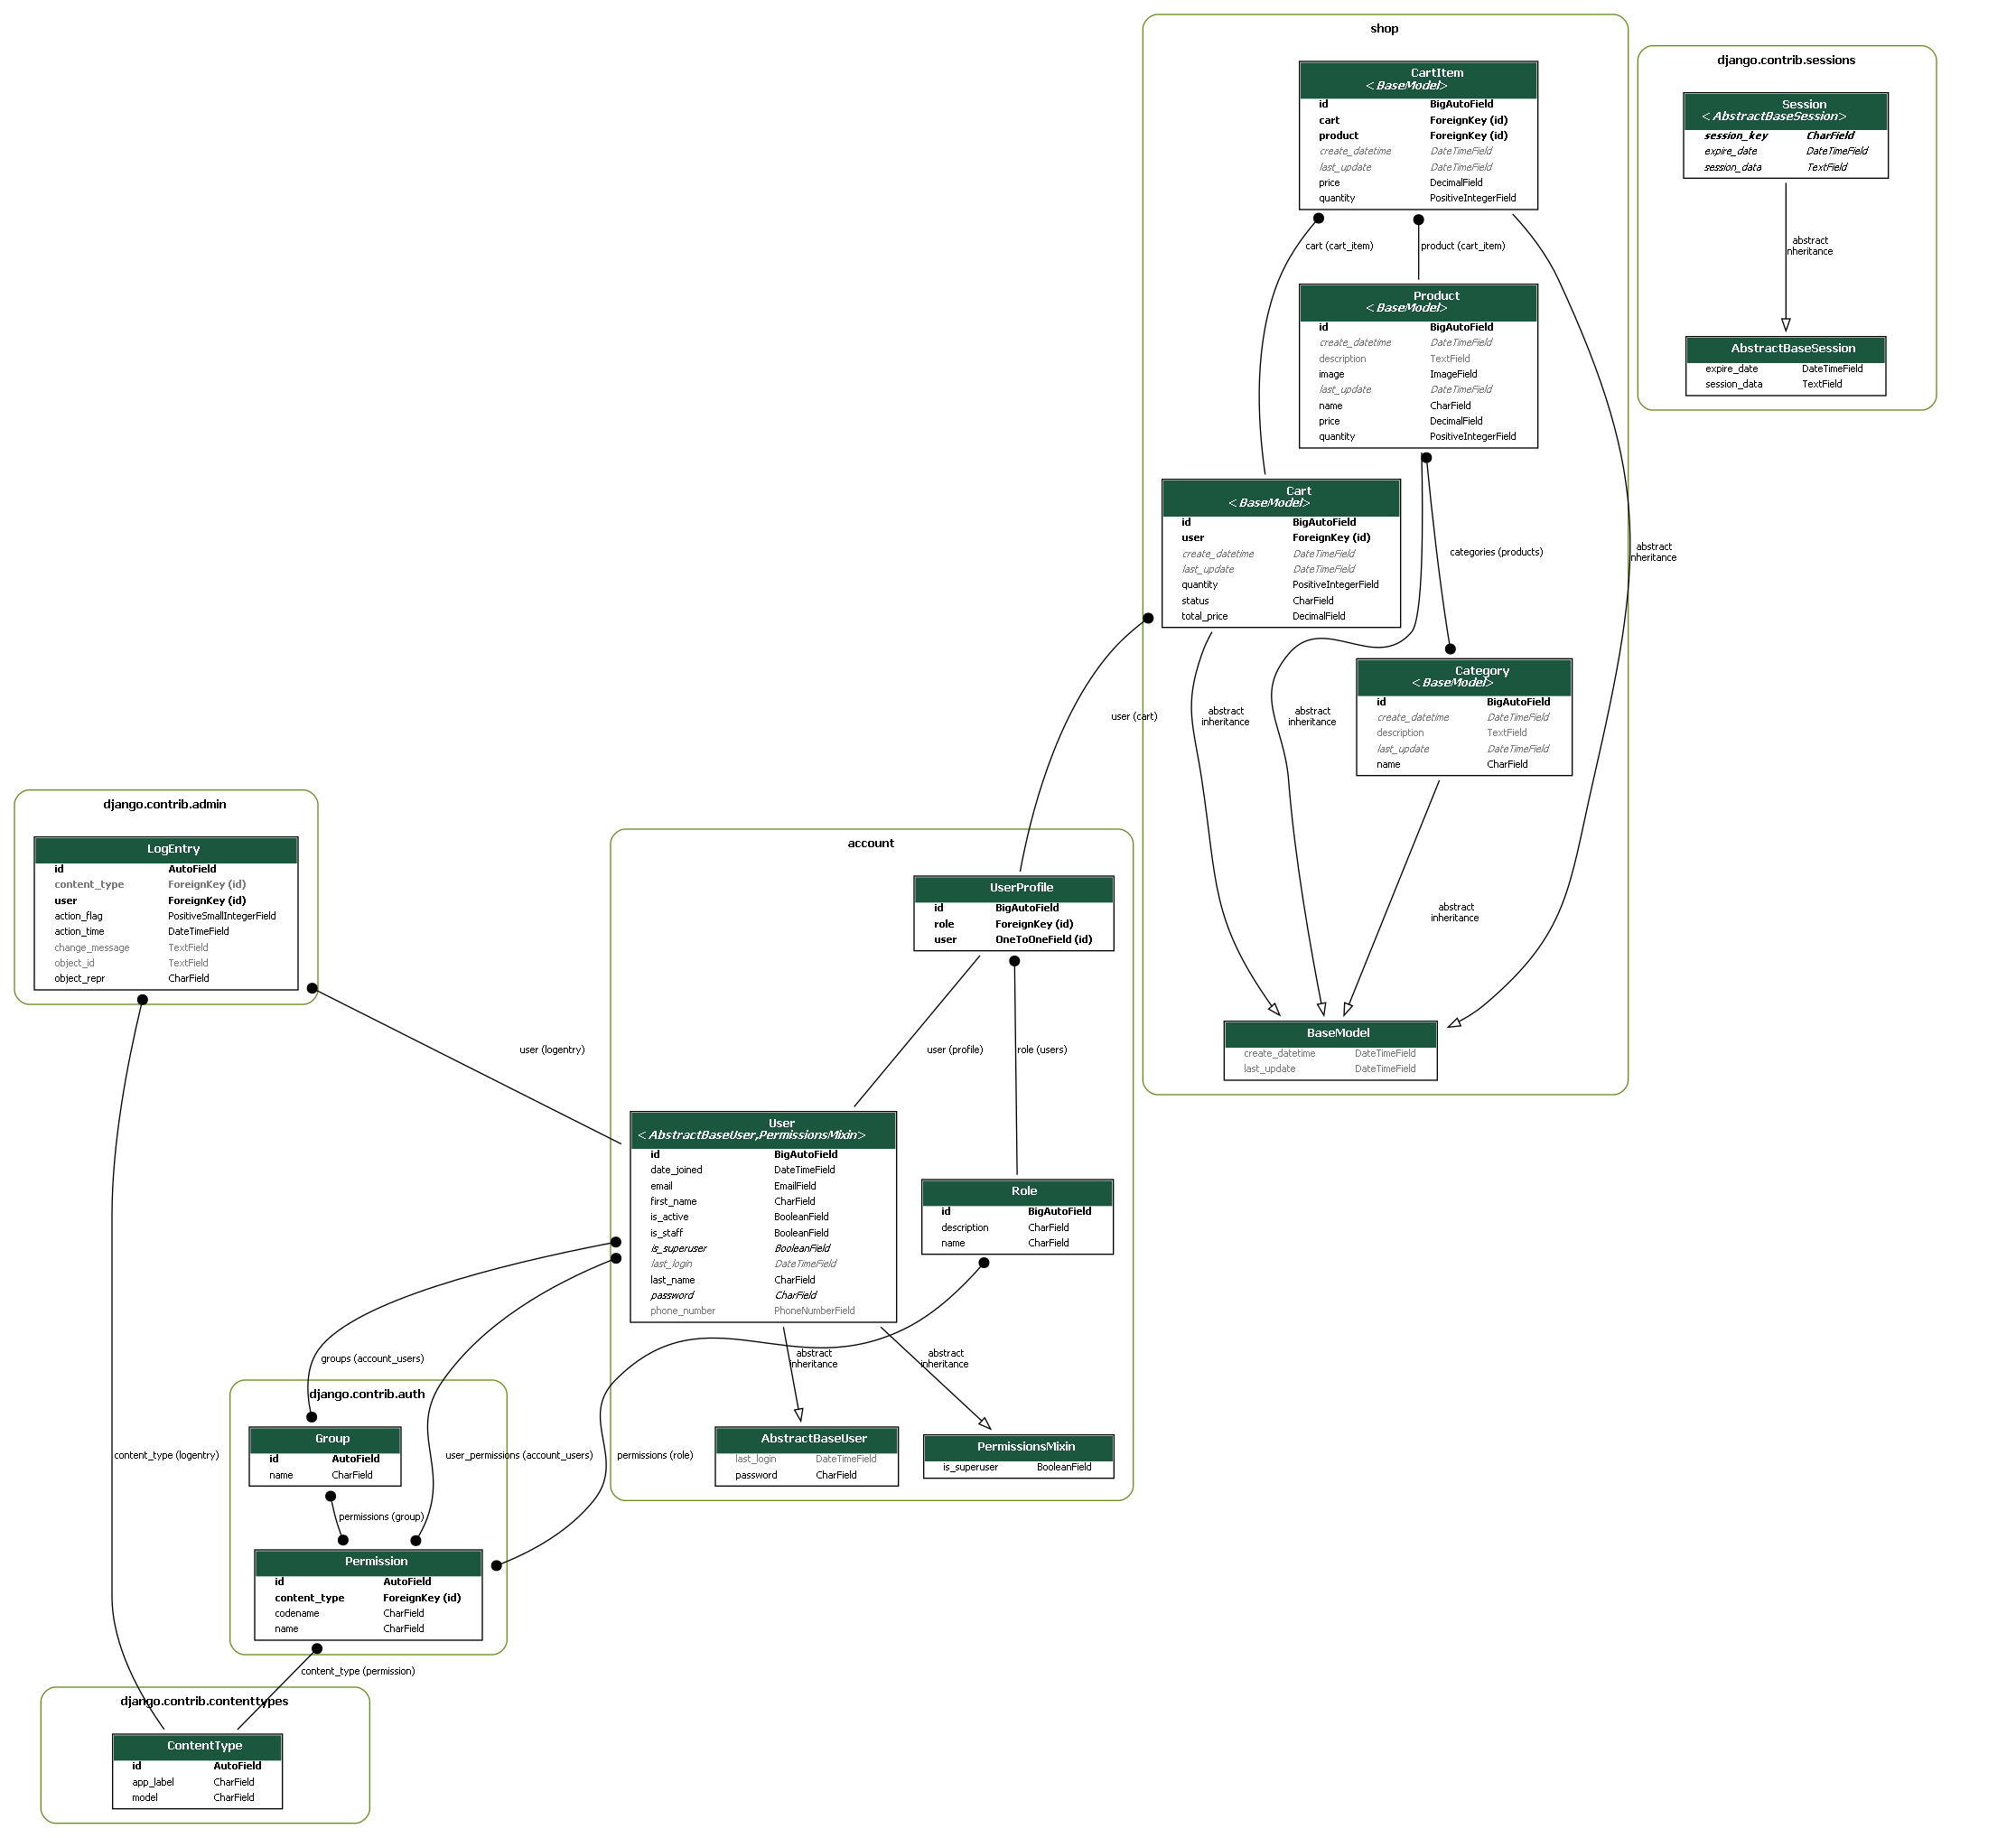 shop
CartItem
<BaseModel>
id BigAutoField
cart ForeignKey (id)
product ForeignKey (id)
create_datetime DateTimeField
last_update DateTimeField
price DecimalField
quantity PositiveIntegerField
cart (cart_item)
product (cart_item)
Product
<BaseModel>
id BigAutoField
create_datetime DateTimeField
description TextField
image ImageField
last_update DateTimeField
name CharField
price DecimalField
quantity PositiveIntegerField
Cart
<BaseModel>
id BigAutoField
user ForeignKey (id)
create_datetime DateTimeField
last_update DateTimeField
quantity PositiveIntegerField
status CharField
total_price DecimalField
categories (products)
abstract
inheritance
Category
<BaseModel>
id BigAutoField
create_datetime DateTimeField
description TextField
last_update DateTimeField
name CharField
user (cart)
abstract
inheritance
abstract
inheritance
abstract
inheritance
BaseModel
create_datetime DateTimeField
last_update DateTimeField
django.contrib.sessions
Session
<AbstractBaseSession>
session_key CharField
expire_date DateTimeField
session_data TextField
abstract
inheritance
AbstractBaseSession
expire_date DateTimeField
session_data TextField
django.contrib.admin
LogEntry
id AutoField
content_type ForeignKey (id)
user ForeignKey (id)
action_flag PositiveSmallIntegerField
action_time DateTimeField
change_message TextField
object_id TextField
object_repr CharField
user (logentry)
account
UserProfile
id BigAutoField
role ForeignKey (id)
user OneToOneField (id)
user (profile)
role (users)
User
<AbstractBaseUser,PermissionsMixin>
id BigAutoField
date_joined DateTimeField
email EmailField
first_name CharField
is_active BooleanField
is_staff BooleanField
is_superuser BooleanField
last_login DateTimeField
last_name CharField
password CharField
phone_number PhoneNumberField
Role
id BigAutoField
description CharField
name CharField
abstract
inheritance
abstract
inheritance
AbstractBaseUser
last_login DateTimeField
password CharField
PermissionsMixin
is_superuser BooleanField
groups (account_users)
content_type (logentry)
user_permissions (account_users)
permissions (role)
django.contrib.auth
Group
id AutoField
name CharField
permissions (group)
Permission
id AutoField
content_type ForeignKey (id)
codename CharField
name CharField
content_type (permission)
django.contrib.contenttypes
ContentType
id AutoField
app_label CharField
model CharField